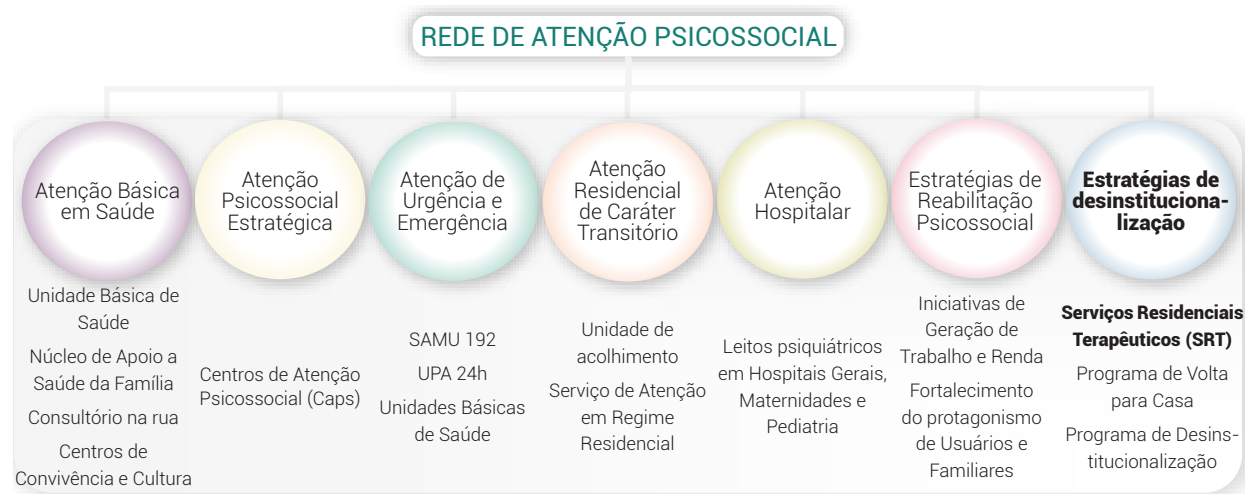 REDE DE ATENÇÃO PSICOSSOCIAL
Atenção Básica
em Saúde
Unidade Básica de
Saúde
Núcleo de Apoio a
Saúde da Família
Consultório na rua
Centros de
Convivência e Cultura
Atenção
Psicossocial
Estratégica
Centros de Atenção
Psicossocial (Caps)
Atenção de
Urgência e
Emergência
SAMU 192
UPA 24h
Unidades Básicas
de Saúde
Atenção
Residencial
de Caráter
Transitório
Unidade de
acolhimento
Serviço de Atenção
em Regime
Residencial
Atenção
Hospitalar
Leitos psiquiátricos
em Hospitais Gerais,
Maternidades e
Pediatria
Estratégias de
Reabilitação
Psicossocial
Iniciativas de
Geração de
Trabalho e Renda
Fortalecimento
do protagonismo
de Usuários e
Familiares
Estratégias de
desinstituciona-
lização
Serviços Residenciais
Terapêuticos (SRT)
Programa de Volta
para Casa
Programa de Desins-
titucionalização